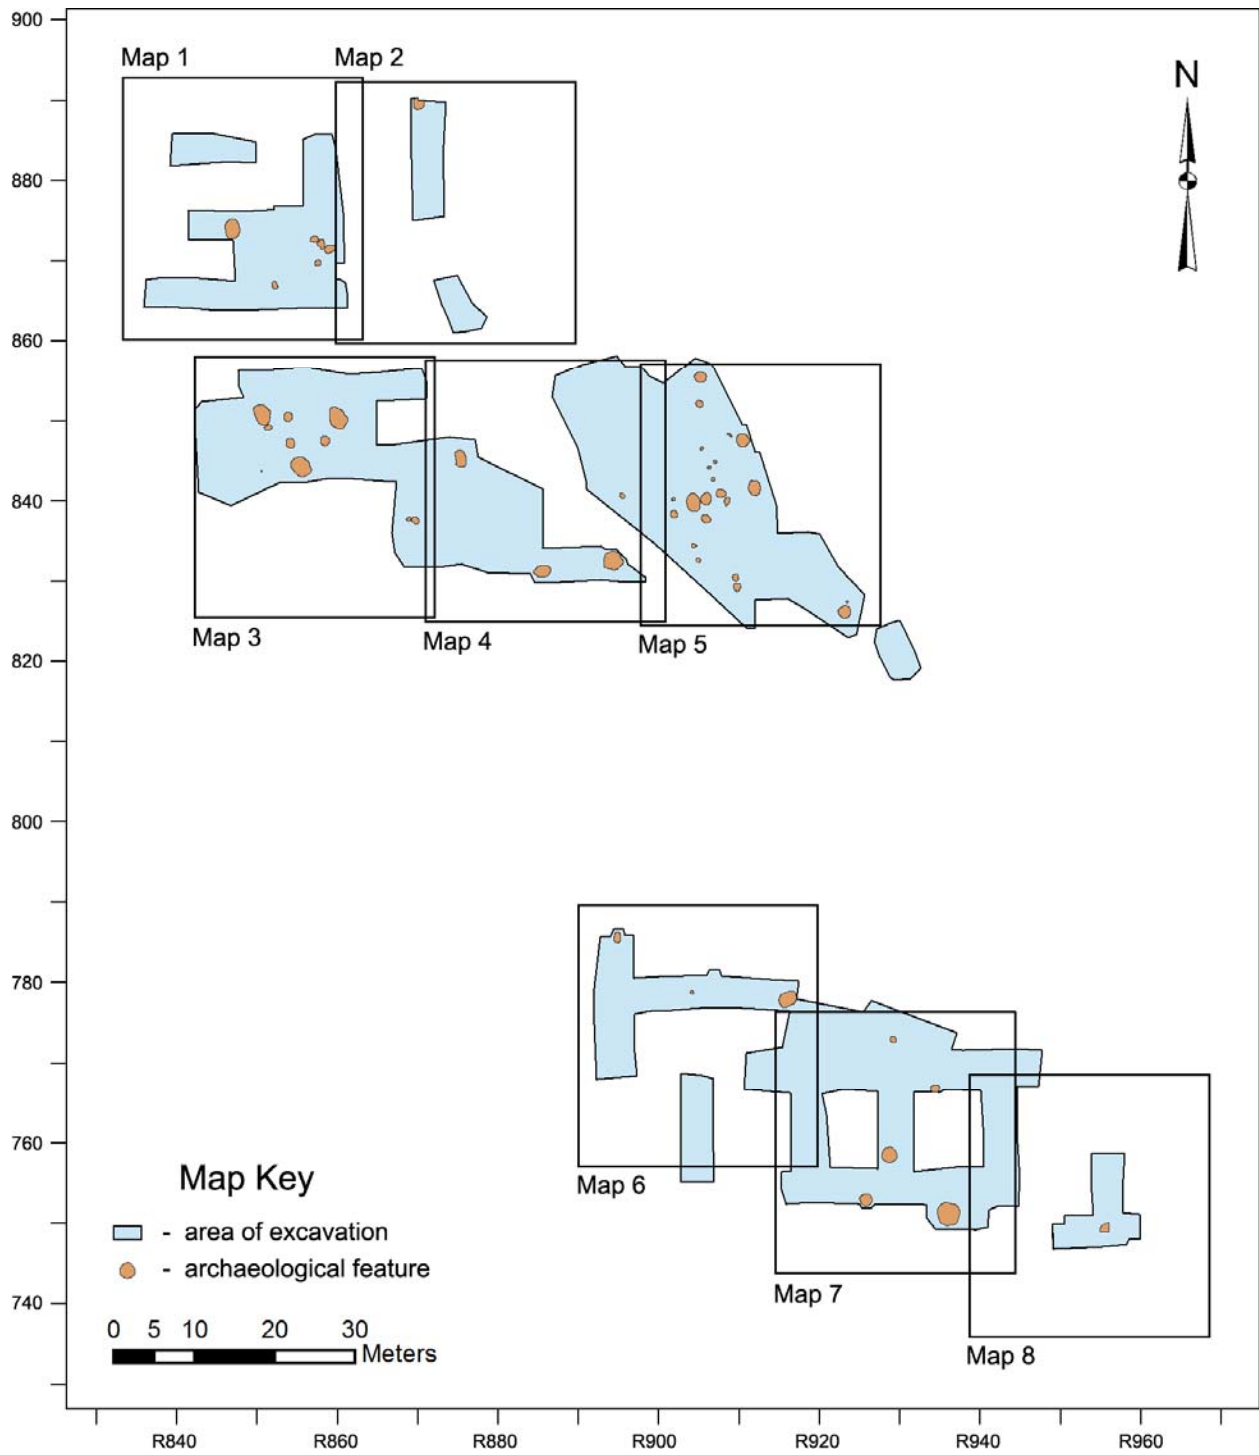 900
Map 1
Map 2
N
880
860
840
Map 3
Map 4
Map 5
820
800
780
760
Map Key
Map 6
- area of excavation
- archaeological feature
Map 7
740
0 5 10 20 30
Meters
Map 8
R840 R860 R880 R900 R920 R940 R960